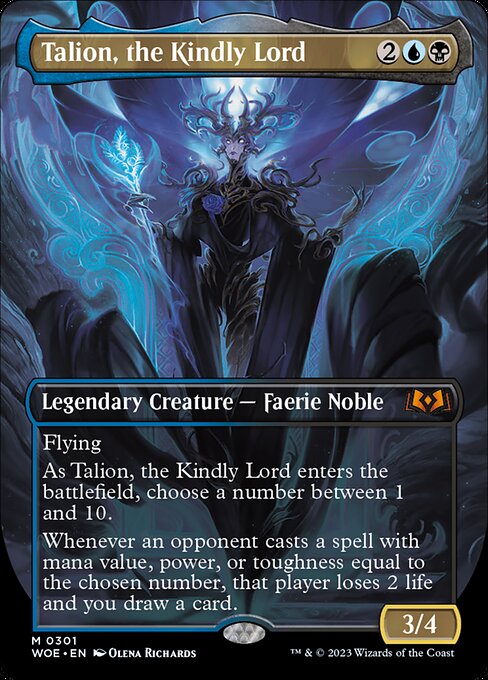 Talion, the Kindly Lord 2
Legendary Creature — Faerie Noble
Flying
As Talion, the Kindly Lord enters the
battlefield, choose a number between 1
and 10.
Whenever an opponent casts a spell with
mana value, power, or toughness equal to
the chosen number, that player loses 2 life
and you draw a card.
3/4
M 0301
WOE • EN Olena Richards
™ & © 2023 Wizards of the Coast